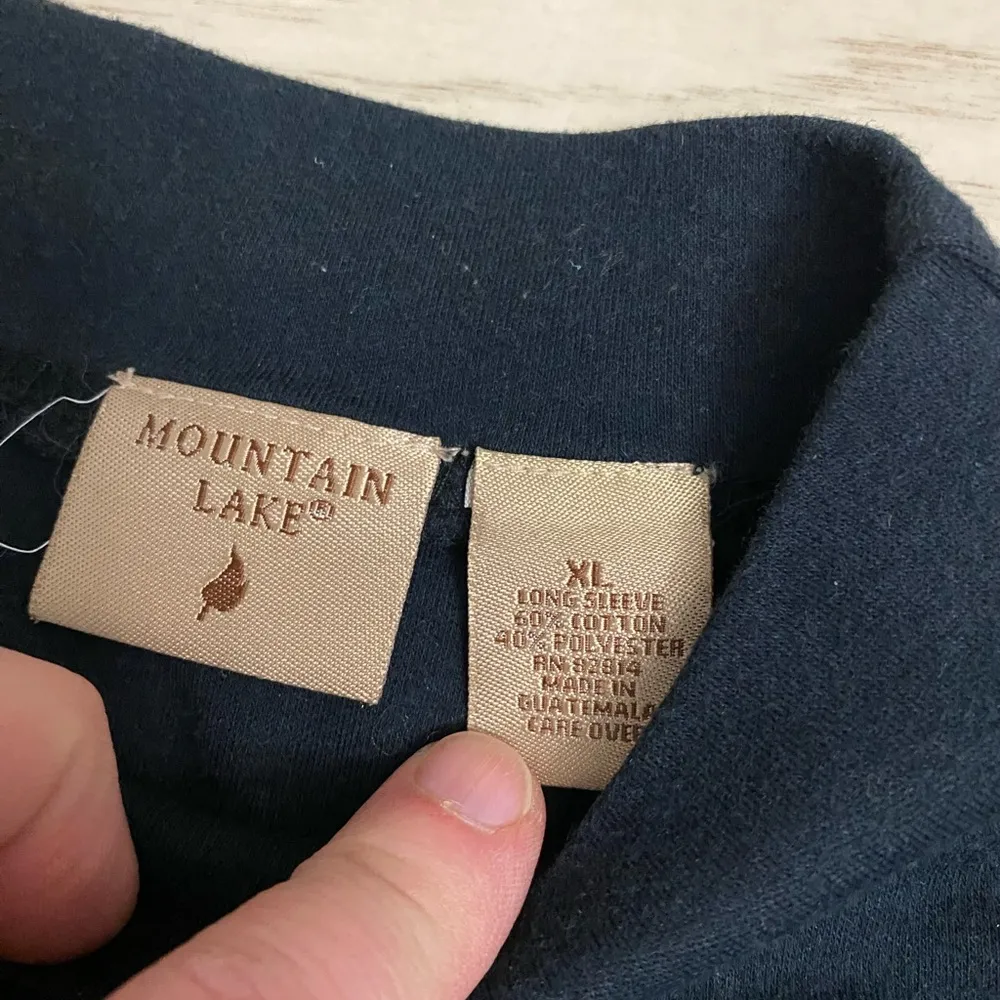 MOUNTAIN
LAKE®
XL
LONG SLEEVE
60% COTTON
40% POLYESTER
RN 82814
MADE IN
GUATEMALA
CARE OVER